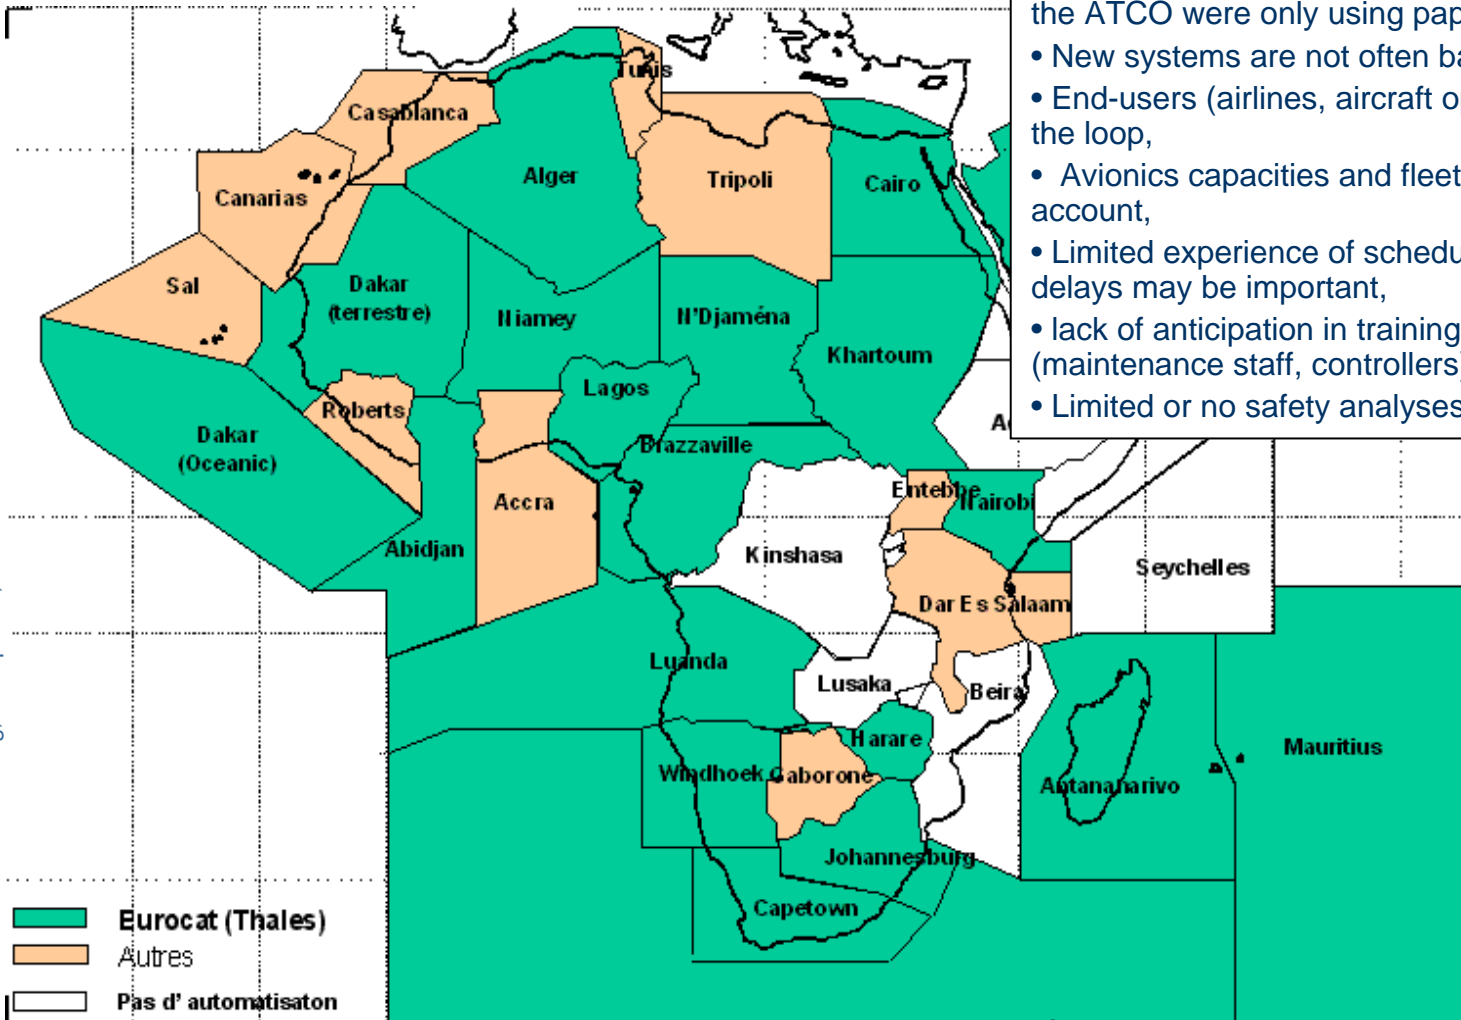 the ATCO were only using pap
• New systems are not often ba
• End-users (airlines, aircraft op
the loop,
• Avionics capacities and fleet
account,
• Limited experience of schedu
delays may be important,
• lack of anticipation in training
(maintenance staff, controllers)
• Limited or no safety analyses
Tunis
Casablanca
Alger
Tripoli
Cairo
Canarias
Sal
Dakar
(terrestre)
Niamey
N'Djaména
Khartoum
Lagos
Roberts
Dakar
(Oceanic)
Brazzaville
Accra
Entebbe
Nairobi
Abidjan
Kinshasa
Seychelles
Dar Es Salaam
Luanda
Lusaka
Beira
Harare
Mauritius
Windhoek
Gaborone
Antananarivo
Johannesburg
Capetown
Eurocat (Thales)
Autres
Pas d' automatisaton